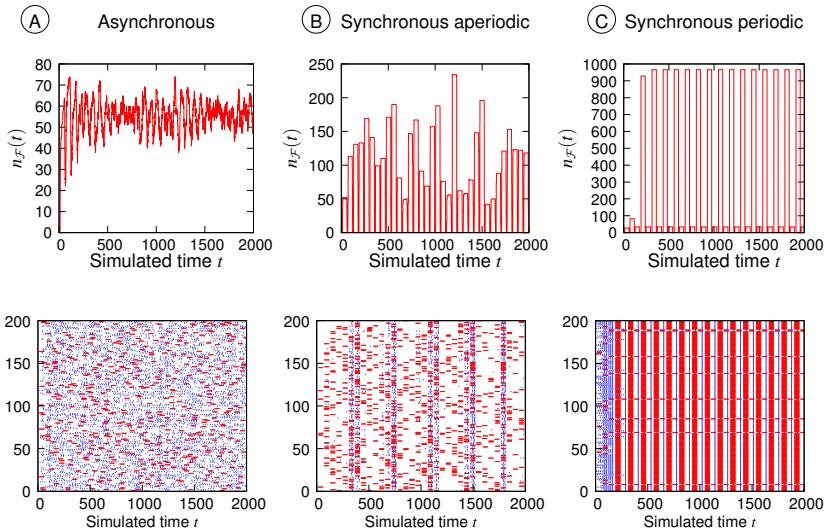 A Asynchronous
B Synchronous aperiodic
C Synchronous periodic
80
70
60
50
40
30
20
10
0
n_F(t)
0 500 1000 1500 2000
Simulated time t
250
200
150
100
50
0
n_F(t)
0 500 1000 1500 2000
Simulated time t
1000
900
800
700
600
500
400
300
200
100
0
n_F(t)
0 500 1000 1500 2000
Simulated time t
200
150
100
50
0
0 500 1000 1500 2000
Simulated time t
200
150
100
50
0
0 500 1000 1500 2000
Simulated time t
200
150
100
50
0
0 500 1000 1500 2000
Simulated time t